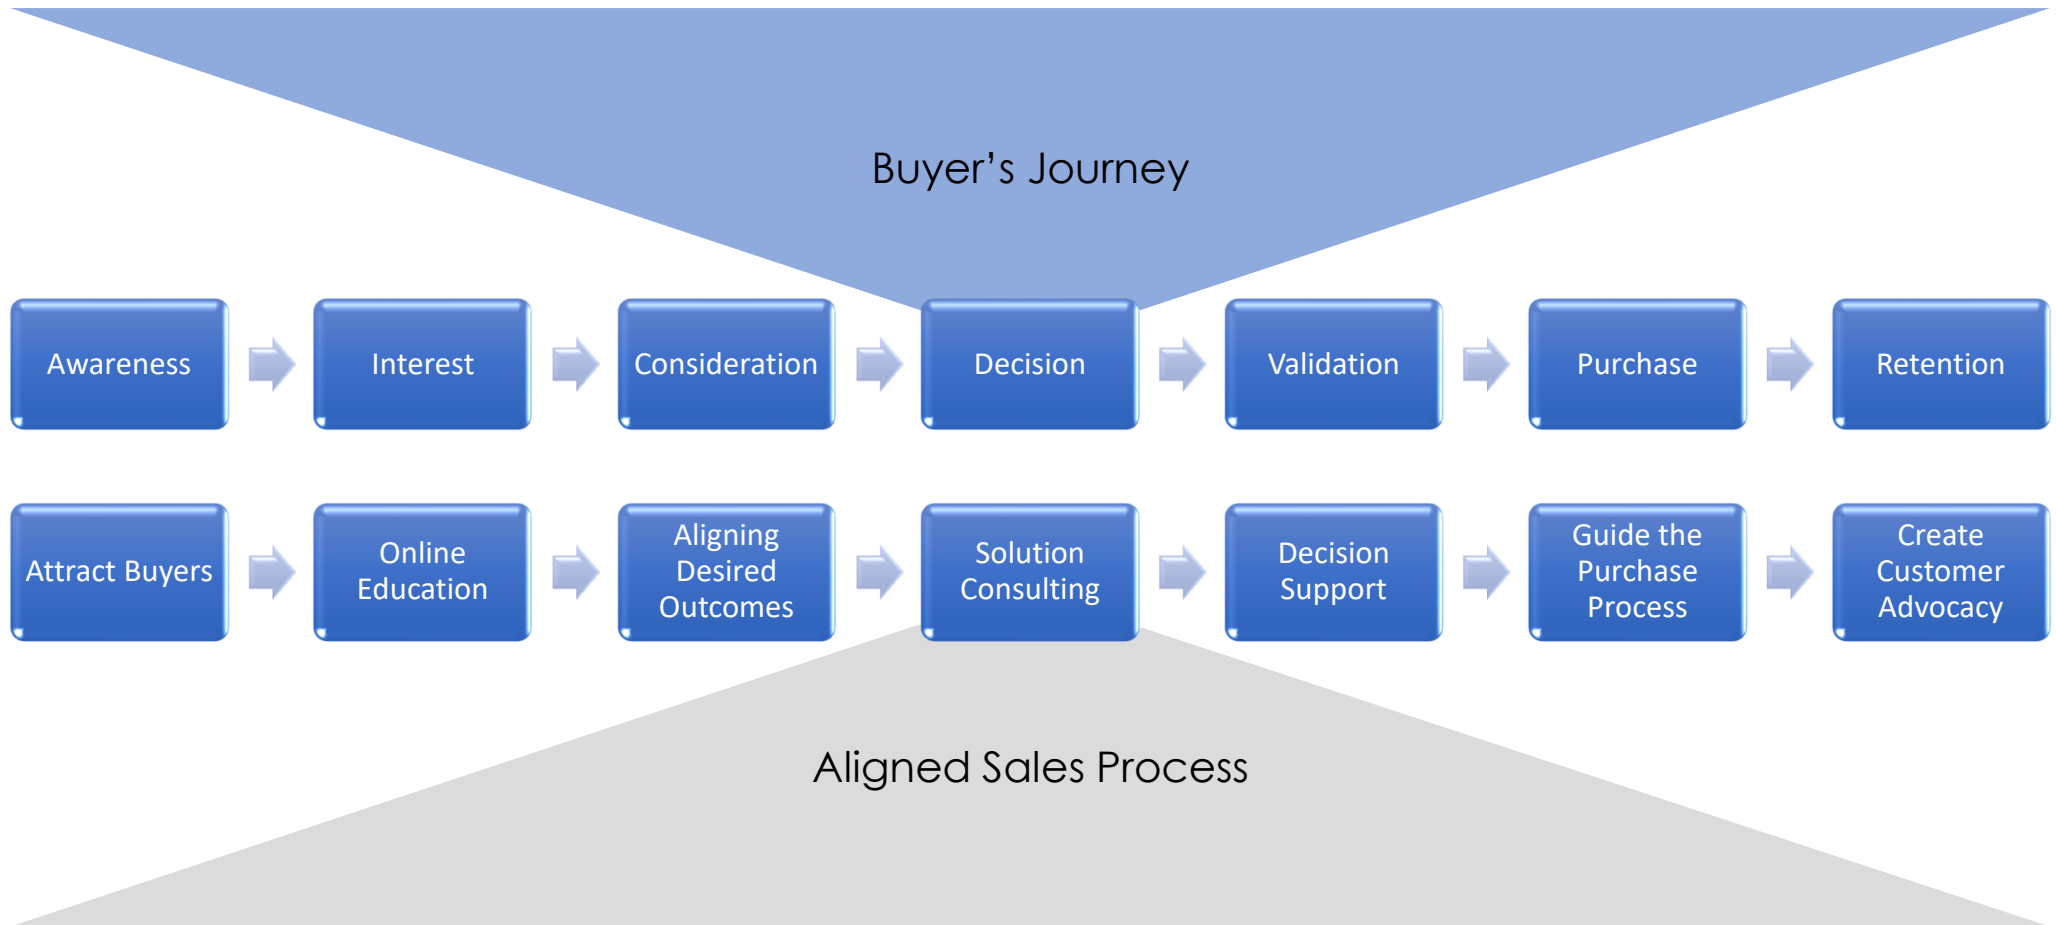 Buyer’s Journey
Awareness
Interest
Consideration
Decision
Validation
Purchase
Retention
Attract Buyers
Online
Education
Aligning
Desired
Outcomes
Solution
Consulting
Decision
Support
Guide the
Purchase
Process
Create
Customer
Advocacy
Aligned Sales Process